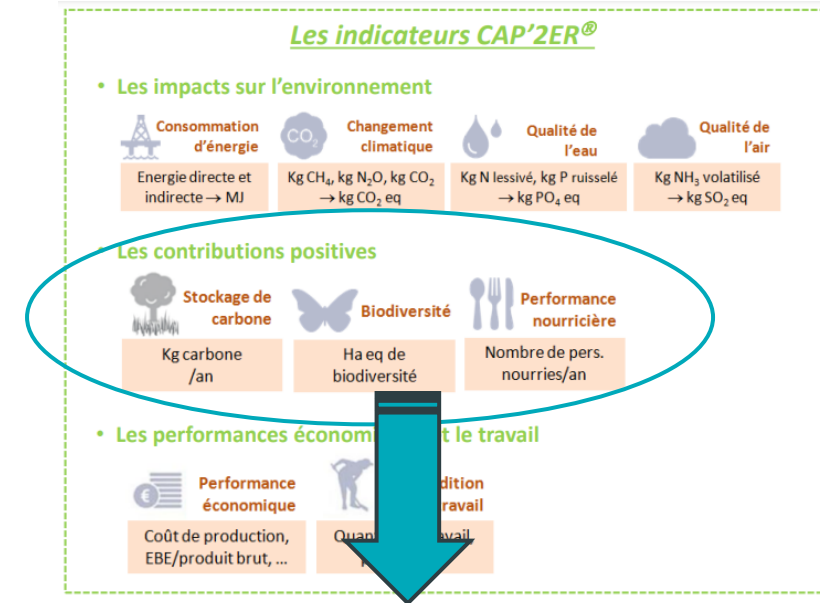 Les indicateurs CAP'2ER®
• Les impacts sur l'environnement
Consommation
d'énergie
Energie directe et
indirecte → MJ
CO₂
Changement
climatique
Kg CH₄, kg N₂O, kg CO₂
→ kg CO₂ eq
Qualité de
l'eau
Kg N lessivé, kg P ruisselé
→ kg PO₄ eq
Qualité de
l'air
Kg NH₃ volatilisé
→ kg SO₂ eq
• Les contributions positives
Stockage de
carbone
Kg carbone
/an
Biodiversité
Ha eq de
biodiversité
Performance
nourricière
Nombre de pers.
nourries/an
• Les performances le travail
€
Performance
économique
Coût de production,
EBE/produit brut, ...